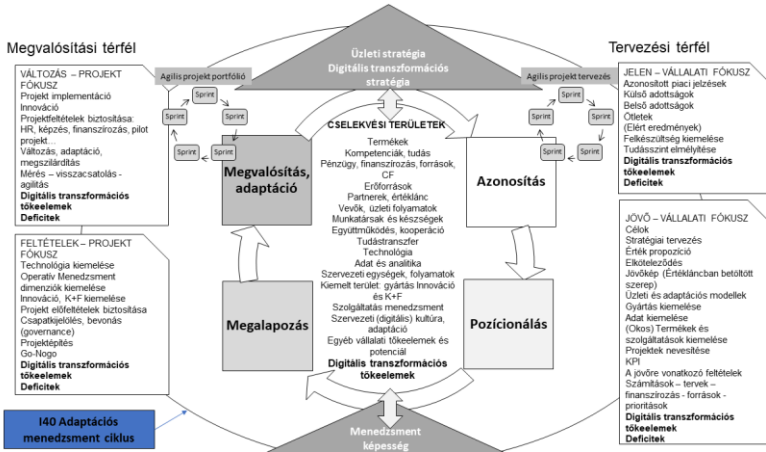 Megvalósítási térfél
Tervezési térfél
Üzleti stratégia
Digitális transzformációs
stratégia
Agilis projekt portfólió
Sprint
Sprint
Sprint
Sprint
Sprint
Agilis projekt tervezés
Sprint
Sprint
Sprint
Sprint
Sprint
VÁLTOZÁS – PROJEKT
FÓKUSZ
Projekt implementáció
Innováció
Projektfeltételek biztosítása:
HR, képzés, finanszírozás, pilot
projekt…
Változás, adaptáció,
megszilárdítás
Mérés – visszacsatolás -
agilitás
Digitális transzformációs
tőkeelemek
Deficitek
FELTÉTELEK – PROJEKT
FÓKUSZ
Technológia kiemelése
Operatív Menedzsment
dimenziók kiemelése
Innováció, K+F kiemelése
Projekt előfeltételek biztosítása
Csapatkijelölés, bevonás
(governance)
Projektépítés
Go-Nogo
Digitális transzformációs
tőkeelemek
Deficitek
Megvalósítás,
adaptáció
Megalapozás
CSELEKVÉSI TERÜLETEK
Termékek
Kompetenciák, tudás
Pénzügy, finanszírozás, források,
CF
Erőforrások
Partnerek, értéklánc
Vevők, üzleti folyamatok
Munkatársak és készségek
Együttműködés, kooperáció
Tudástranszfer
Technológia
Adat és analitika
Szervezeti egységek, folyamatok
Kiemelt terület: gyártás Innováció
és K+F
Szolgáltatás menedzsment
Szervezeti (digitális) kultúra,
adaptáció
Egyéb vállalati tőkeelemek és
potenciál
Digitális transzformációs
tőkeelemek
Azonosítás
Pozícionálás
JELEN – VÁLLALATI FÓKUSZ
Azonosított piaci jelzések
Külső adottságok
Belső adottságok
Ötletek
(Elért eredmények)
Felkészültség kiemelése
Tudásszint elmélyítése
Digitális transzformációs
tőkeelemek
Deficitek
JÖVŐ – VÁLLALATI FÓKUSZ
Célok
Stratégiai tervezés
Érték propozíció
Elköteleződés
Jövőkép (Értékláncban betöltött
szerep)
Üzleti és adaptációs modellek
Gyártás kiemelése
Adat kiemelése
(Okos) Termékek és
szolgáltatások kiemelése
Projektek nevesítése
KPI
A jövőre vonatkozó feltételek
Számítások – tervek –
finanszírozás - források -
prioritások
Digitális transzformációs
tőkeelemek
Deficitek
I40 Adaptációs
menedzsment ciklus
Menedzsment
képesség